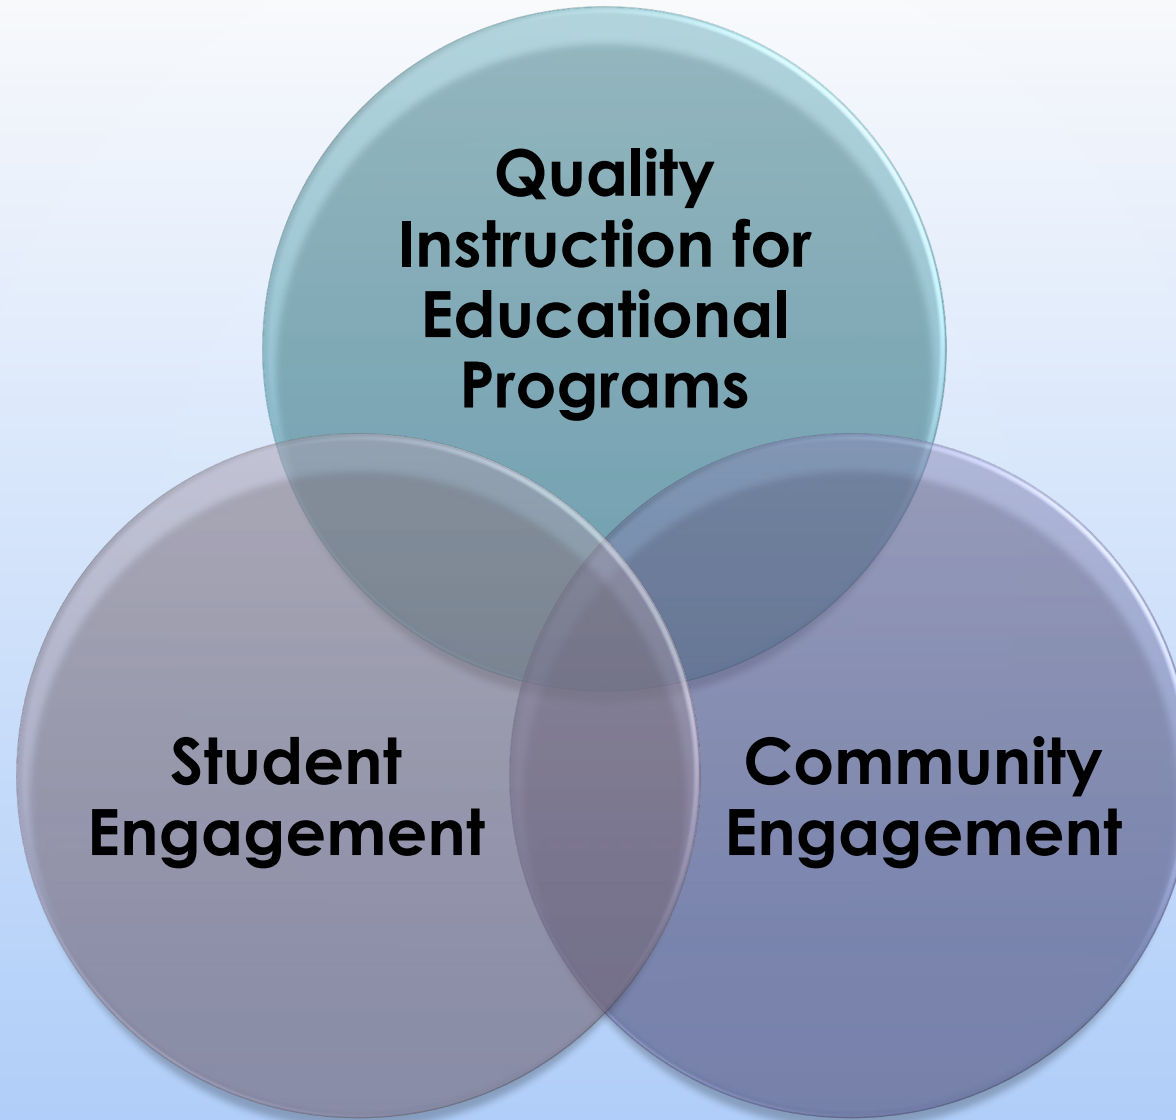 Quality
Instruction for
Educational
Programs
Student
Engagement
Community
Engagement